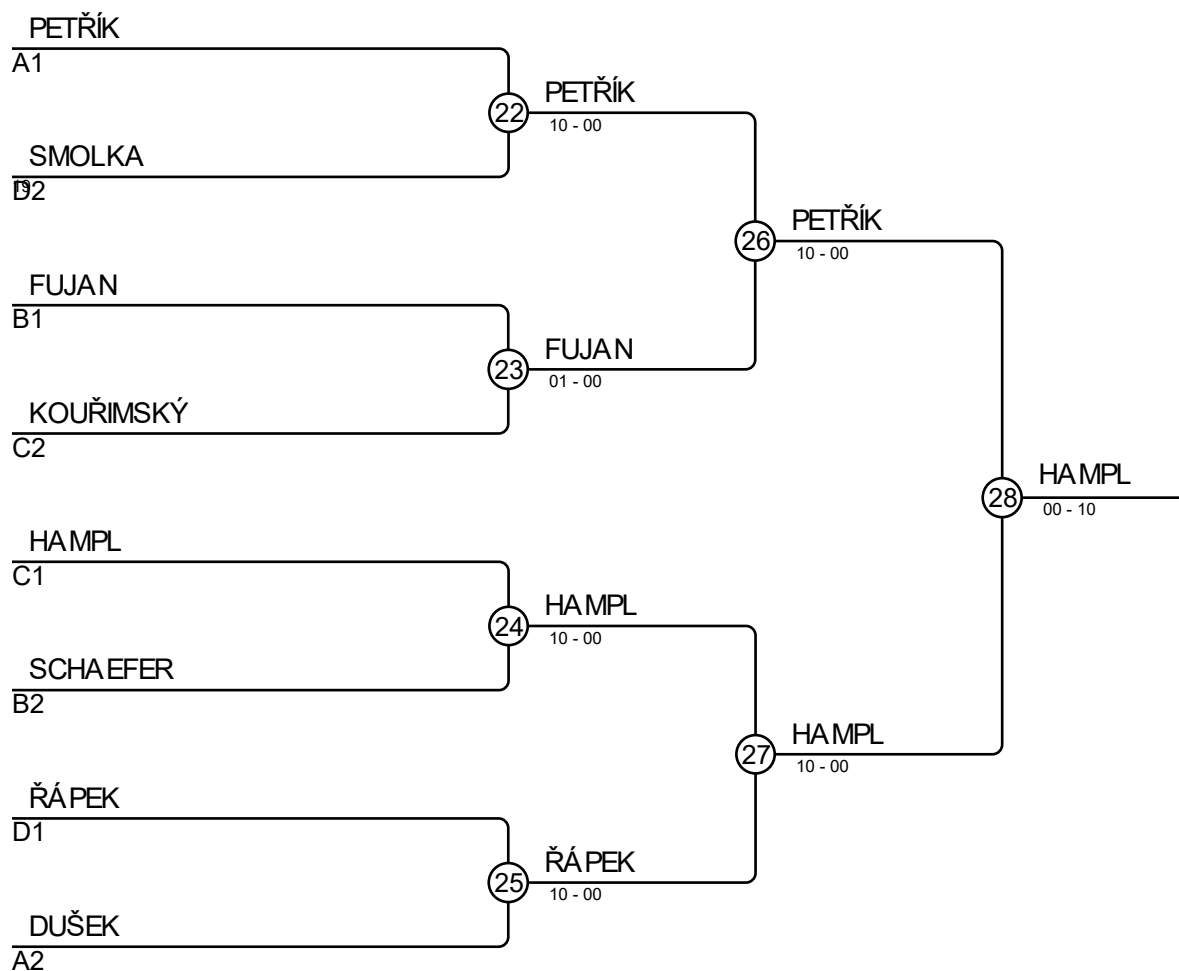 PETŘÍK
A1
22
PETŘÍK
10 - 00
SMOLKA
19
D2
26
PETŘÍK
10 - 00
FUJAN
B1
23
FUJAN
01 - 00
KOUŘIMSKÝ
C2
28
HAMPL
00 - 10
HAMPL
C1
24
HAMPL
10 - 00
SCHAEFER
B2
27
HAMPL
10 - 00
ŘÁPEK
D1
25
ŘÁPEK
10 - 00
DUŠEK
A2